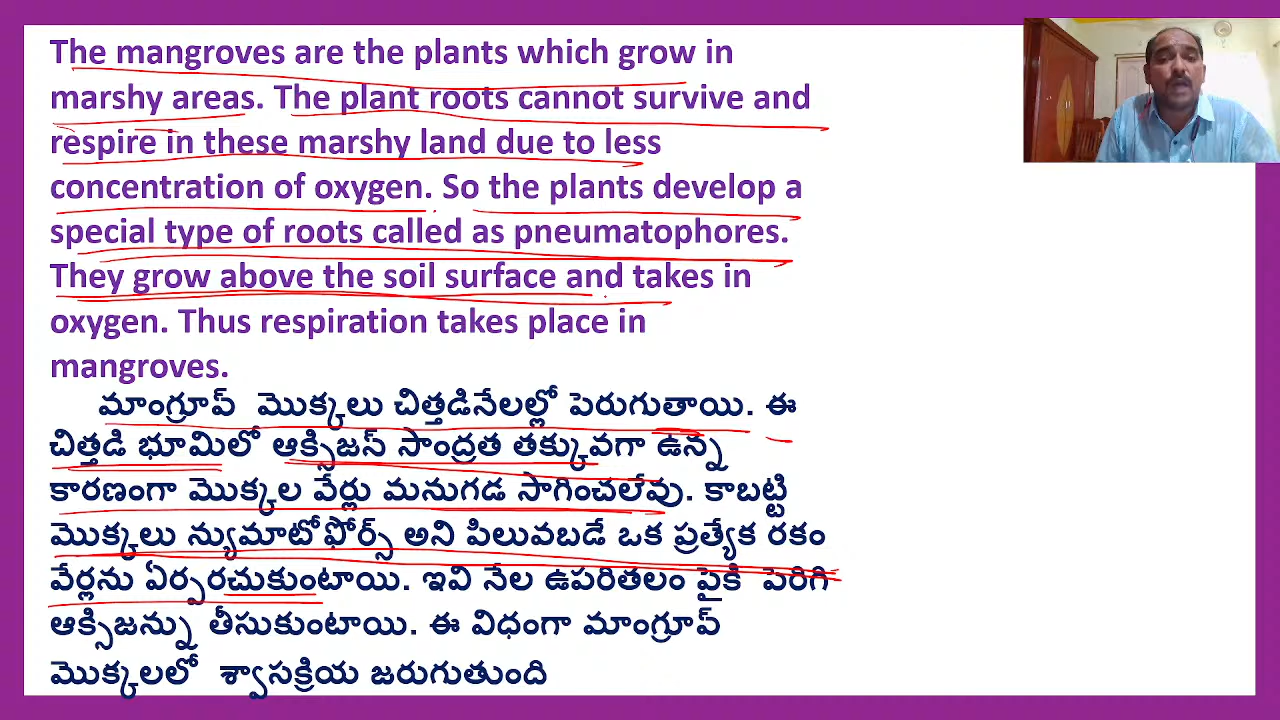 The mangroves are the plants which grow in
marshy areas. The plant roots cannot survive and
respire in these marshy land due to less
concentration of oxygen. So the plants develop a
special type of roots called as pneumatophores.
They grow above the soil surface and takes in
oxygen. Thus respiration takes place in
mangroves.
మాంగ్రూప్ మొక్కలు చిత్తడినేలల్లో పెరుగుతాయి. ఈ
చిత్తడి భూమిలో ఆక్సిజన్ సాంద్రత తక్కువగా ఉన్న
కారణంగా మొక్కల వేర్లు మనుగడ సాగించలేవు. కాబట్టి
మొక్కలు న్యుమాటోఫోర్స్ అని పిలువబడే ఒక ప్రత్యేక రకం
వేర్లను ఏర్పరచుకుంటాయి. ఇవి నేల ఉపరితలం పైకి పెరిగి
ఆక్సిజన్ను తీసుకుంటాయి. ఈ విధంగా మాంగ్రూప్
మొక్కలలో శ్వాసక్రియ జరుగుతుంది